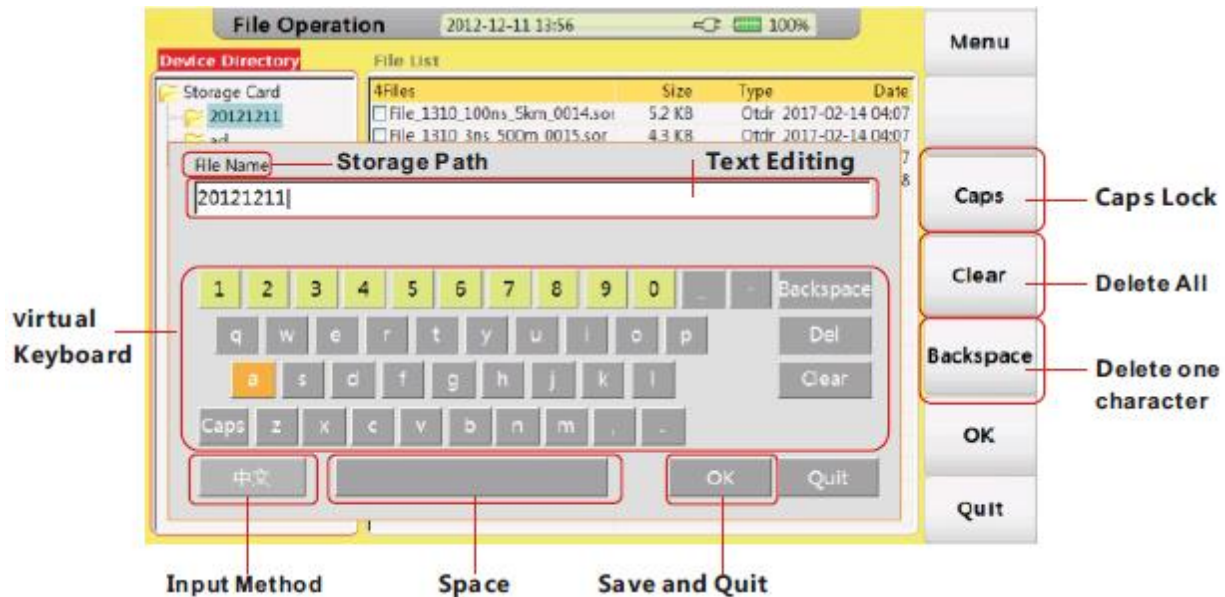 File Operation 2012-12-11 13:56 100%
Menu
Device Directory File List
Storage Card
4Files Size Type Date
20121211
File_1310_100ns_5km_0014.sor 5.2 KB Otdr 2017-02-14 04:07
ad
File_1310_3ns_500m_0015.sor 4.3 KB Otdr 2017-02-14 04:07
7
8
File Name Storage Path Text Editing
20121211
Caps Caps Lock
Clear Delete All
Backspace Delete one
character
OK
Quit
Virtual
Keyboard
1 2 3 4 5 6 7 8 9 0 _ - Backspace
q w e r t y u i o p Del
a s d f g h j k l Clear
Caps z x c v b n m , .
中文 OK Quit
Input Method Space Save and Quit